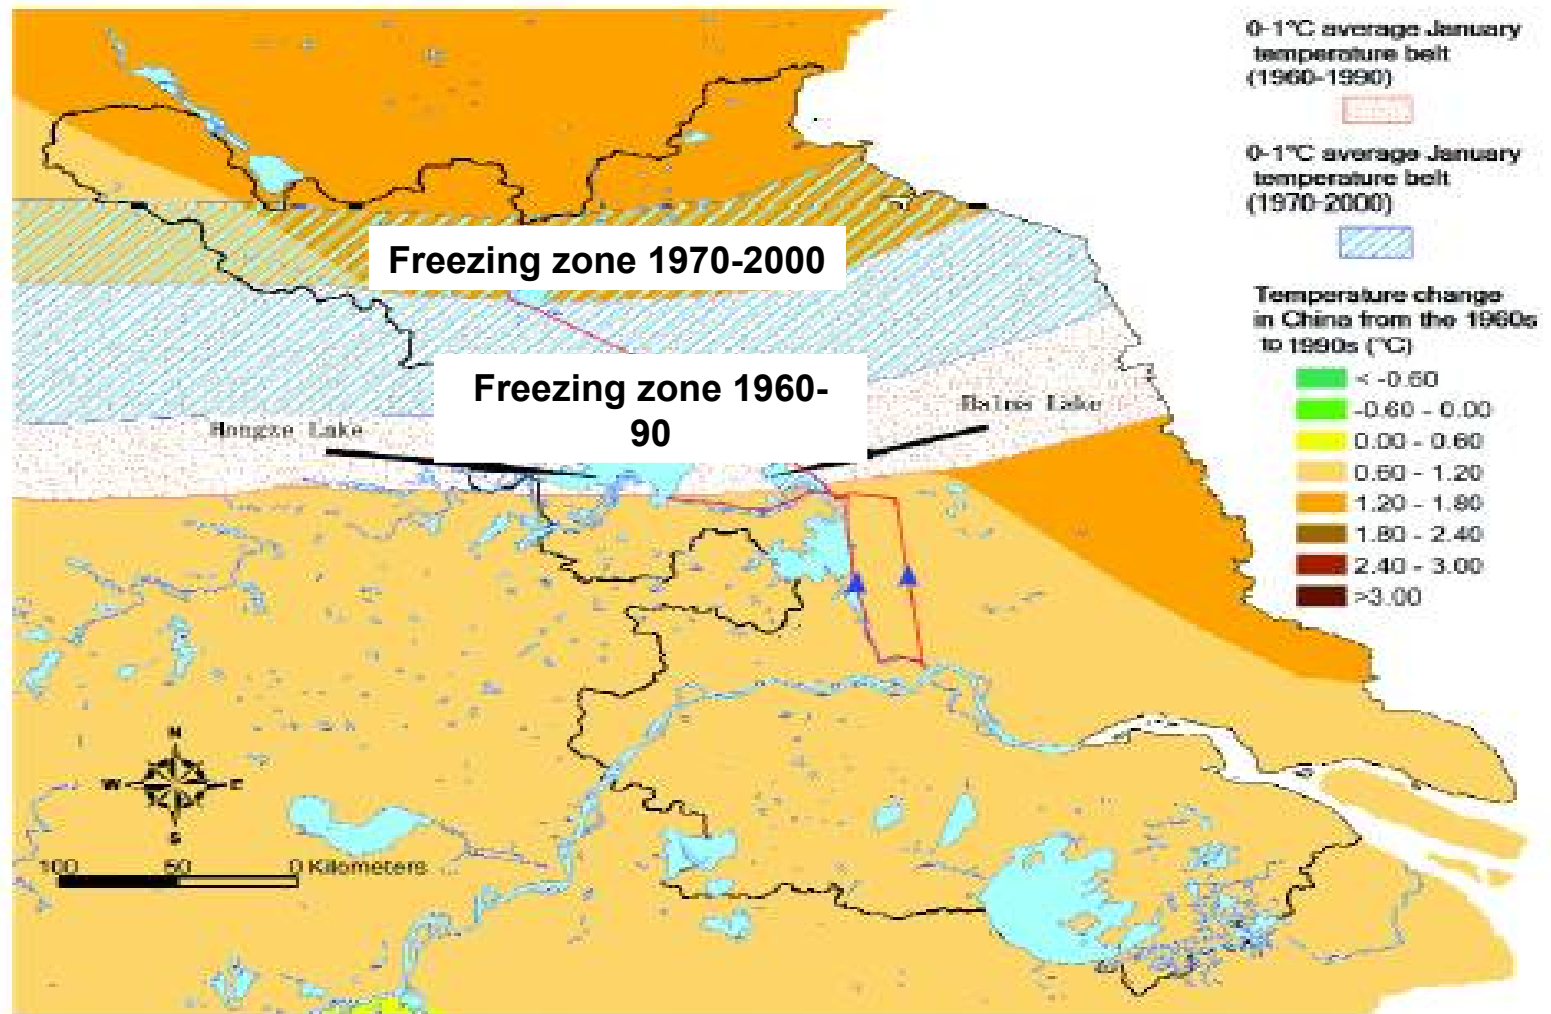 0-1°C average January
temperature belt
(1960-1990)
0-1°C average January
temperature belt
(1970-2000)
Freezing zone 1970-2000
Temperature change
in China from the 1960s
to 1990s (°C)
Freezing zone 1960-
90
Hongze Lake
Lake
< -0.60
-0.60 - 0.00
0.00 - 0.60
0.60 - 1.20
1.20 - 1.80
1.80 - 2.40
2.40 - 3.00
>3.00
N
W E
S
100 50 0 Kilometers